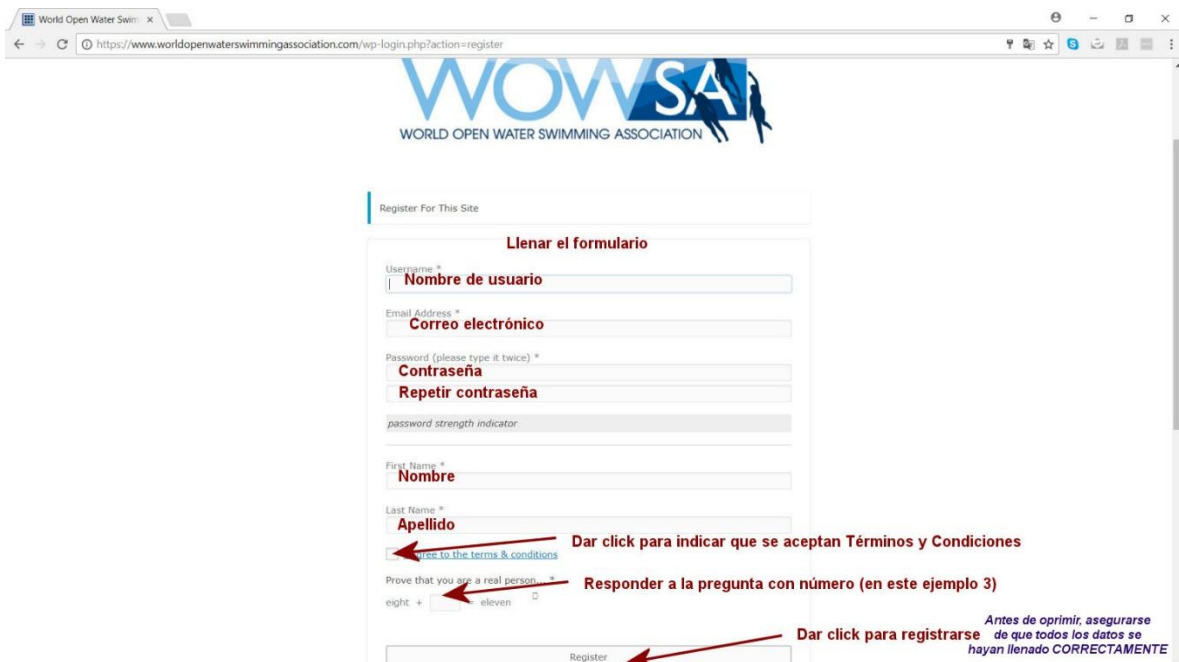 World Open Water Swim
https://www.worldopenwaterswimmingassociation.com/wp-login.php?action=register
WOWSA
WORLD OPEN WATER SWIMMING ASSOCIATION
Register For This Site
Llenar el formulario
Username *
Nombre de usuario
Email Address *
Correo electrónico
Password (please type it twice) *
Contraseña
Repetir contraseña
password strength indicator
First Name *
Nombre
Last Name *
Apellido
agree to the terms & conditions
Dar click para indicar que se aceptan Términos y Condiciones
Prove that you are a real person... *
Responder a la pregunta con número (en este ejemplo 3)
eight + = eleven
Dar click para registrarse
Antes de oprimir, asegurarse
de que todos los datos se
hayan llenado CORRECTAMENTE
Register